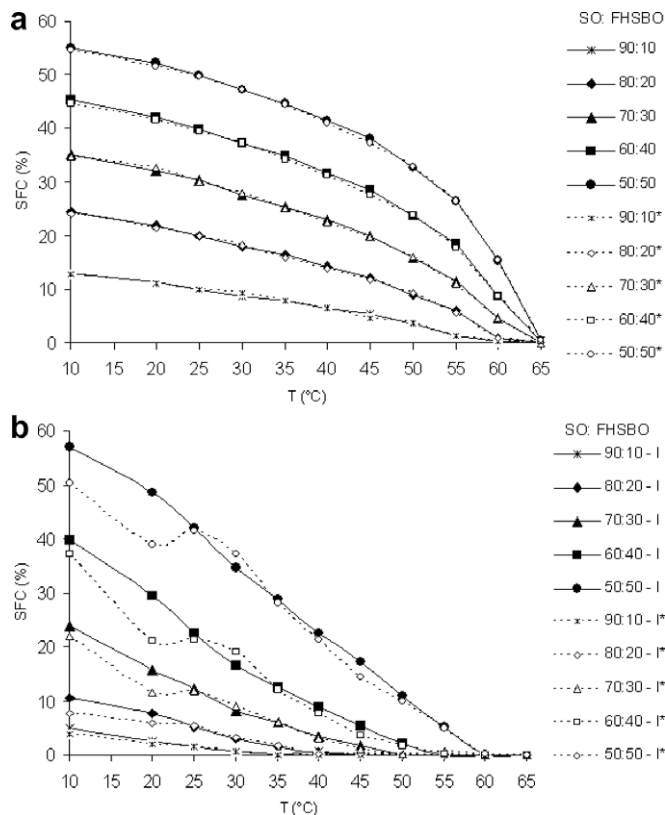 a
SO: FHSBO
60
50
40
30
20
10
0
SFC (%)
10 15 20 25 30 35 40 45 50 55 60 65
T (°C)
90:10
80:20
70:30
60:40
50:50
90:10*
80:20*
70:30*
60:40*
50:50*
b
SO: FHSBO
60
50
40
30
20
10
0
SFC (%)
10 15 20 25 30 35 40 45 50 55 60 65
T (°C)
90:10 - I
80:20 - I
70:30 - I
60:40 - I
50:50 - I
90:10 - I*
80:20 - I*
70:30 - I*
60:40 - I*
50:50 - I*